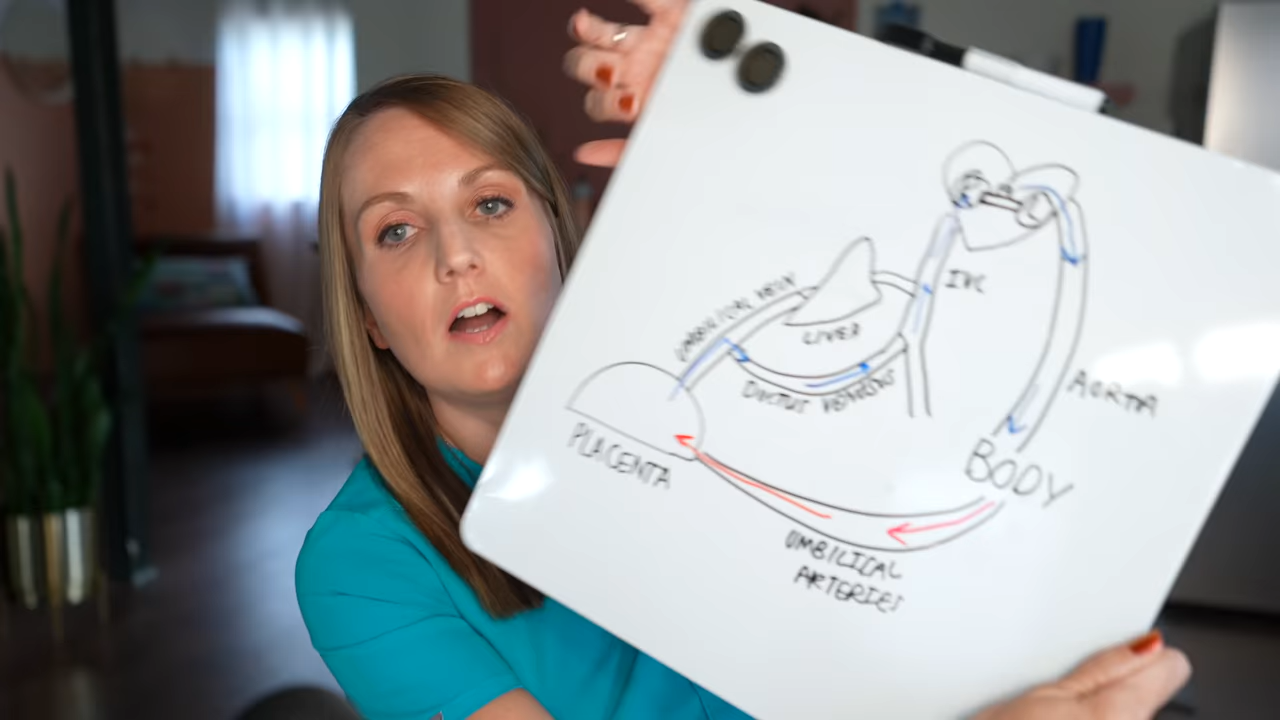 UMBILICAL VEIN
LIVER
IVC
DUCTUS VENOSUS
AORTA
PLACENTA
BODY
UMBILICAL
ARTERIES